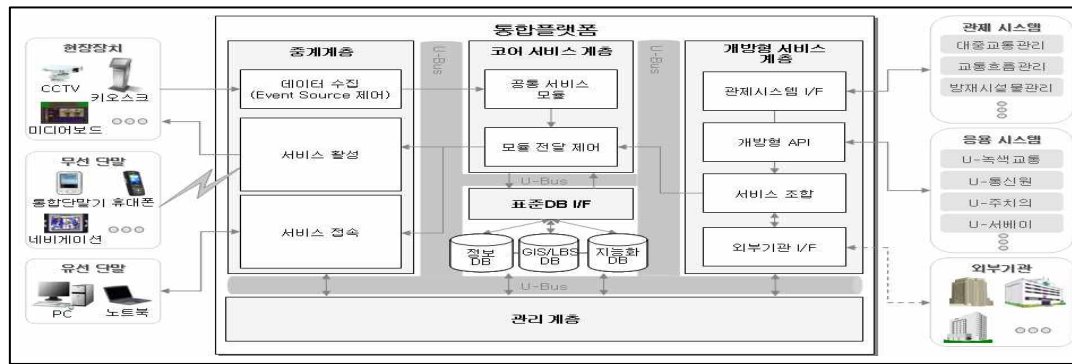 통합플랫폼
현장장치
CCTV
키오스크
미디어보드
무선 단말
통합단말기 휴대폰
네비게이션
유선 단말
PC
노트북
중계계층
데이터 수집
(Event Source 제어)
서비스 활성
서비스 접속
U-Bus
코어 서비스 계층
공통 서비스
모듈
모듈 전달 제어
U-Bus
표준DB I/F
정보
DB
GIS/LBS
DB
지능화
DB
U-Bus
U-Bus
개방형 서비스
계층
관제시스템 I/F
개방형 API
서비스 조합
외부기관 I/F
관리 계층
관제 시스템
대중교통관리
교통흐름관리
방재시설물관리
응용 시스템
U-녹색교통
U-통신원
U-주치의
U-서베이
외부기관